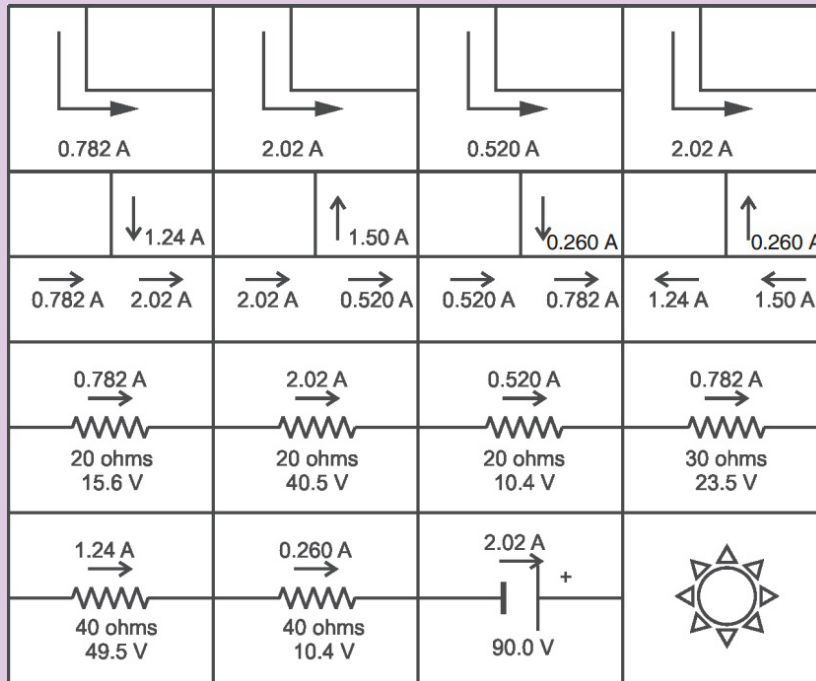 0.782 A
2.02 A
0.520 A
2.02 A
1.24 A
1.50 A
0.260 A
0.260 A
0.782 A 2.02 A
2.02 A 0.520 A
0.520 A 0.782 A
1.24 A 1.50 A
0.782 A
20 ohms
15.6 V
2.02 A
20 ohms
40.5 V
0.520 A
20 ohms
10.4 V
0.782 A
30 ohms
23.5 V
1.24 A
40 ohms
49.5 V
0.260 A
40 ohms
10.4 V
2.02 A
+
90.0 V